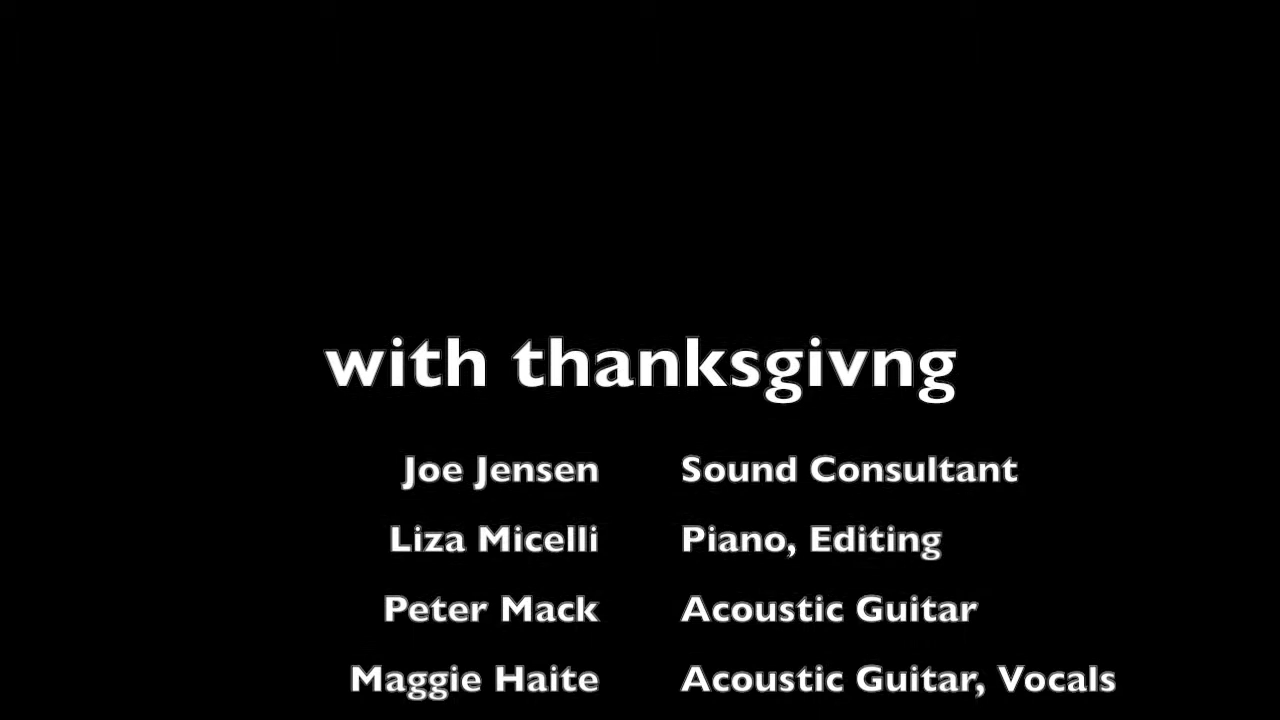 with thanksgivng
Joe Jensen Sound Consultant
Liza Micelli Piano, Editing
Peter Mack Acoustic Guitar
Maggie Haite Acoustic Guitar, Vocals